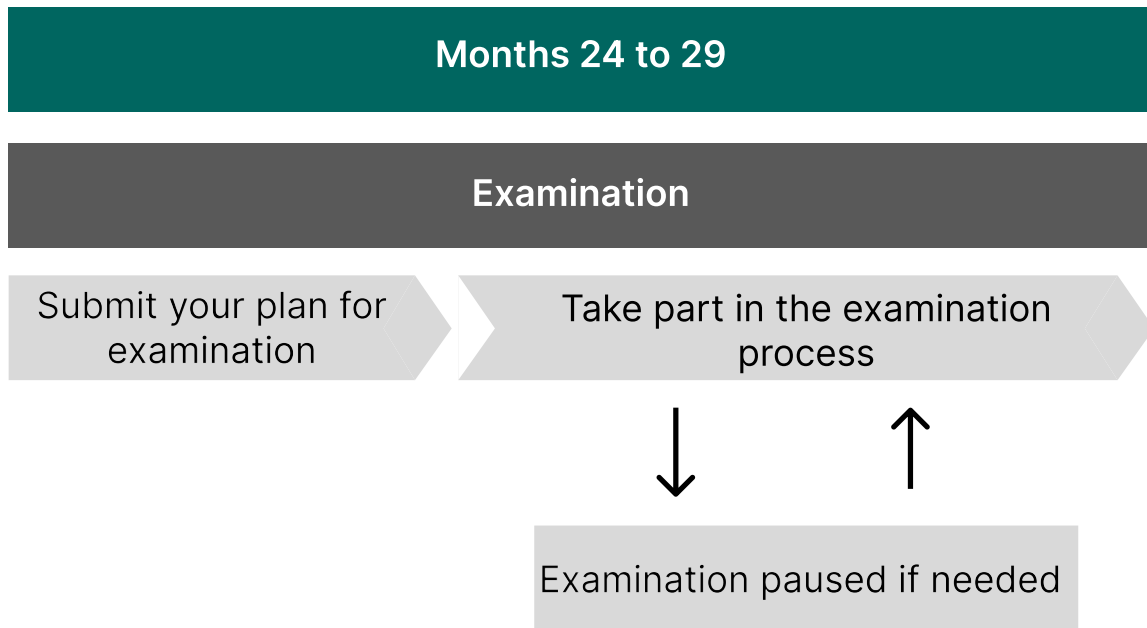 Months 24 to 29
Examination
Submit your plan for
examination
Take part in the examination
process
Examination paused if needed